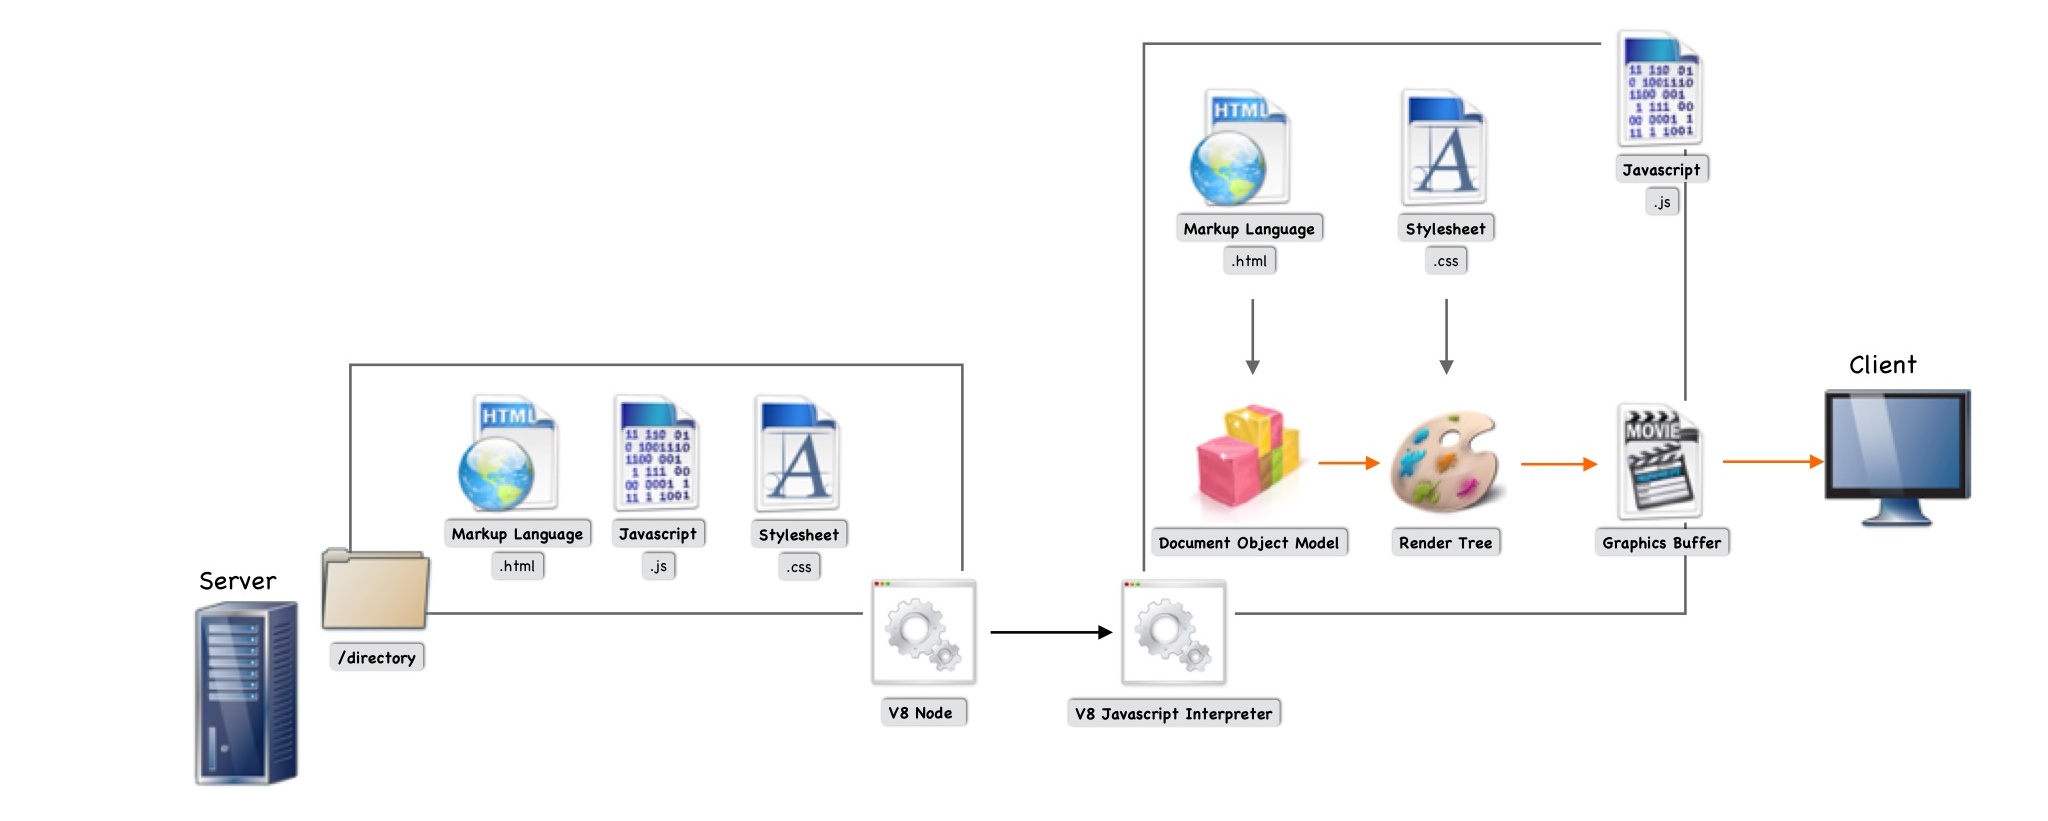 11 110 01
0 1001110
1100 001
1 111 00
00 0001 1
11 1 1001
Javascript
.js
HTML
Markup Language
.html
Stylesheet
.css
Client
MOVIE
Document Object Model
Render Tree
Graphics Buffer
HTML
Markup Language
.html
11 110 01
0 1001110
1100 001
1 111 00
00 0001 1
11 1 1001
Javascript
.js
Stylesheet
.css
Server
/directory
V8 Node
V8 Javascript Interpreter